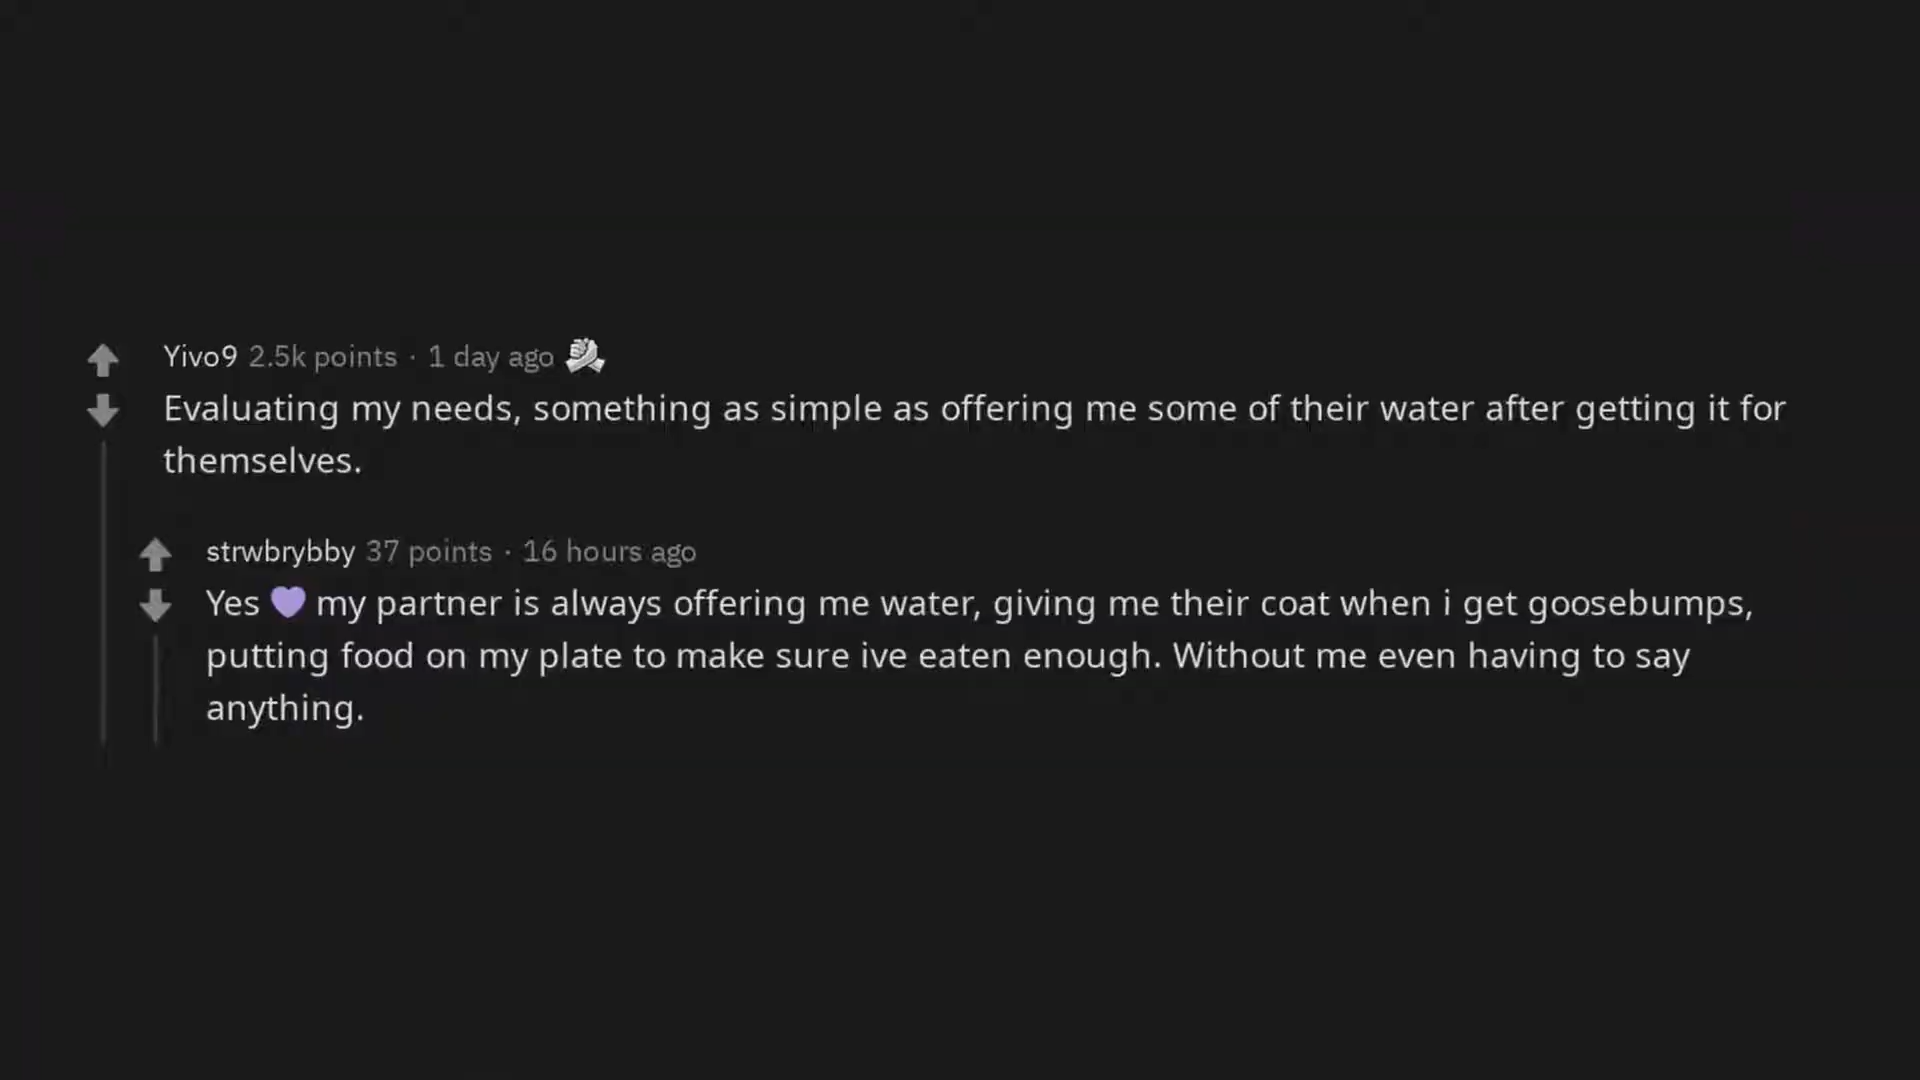 Yivo9 2.5k points · 1 day ago
Evaluating my needs, something as simple as offering me some of their water after getting it for
themselves.
strwbrybby 37 points · 16 hours ago
Yes 💜 my partner is always offering me water, giving me their coat when i get goosebumps,
putting food on my plate to make sure ive eaten enough. Without me even having to say
anything.